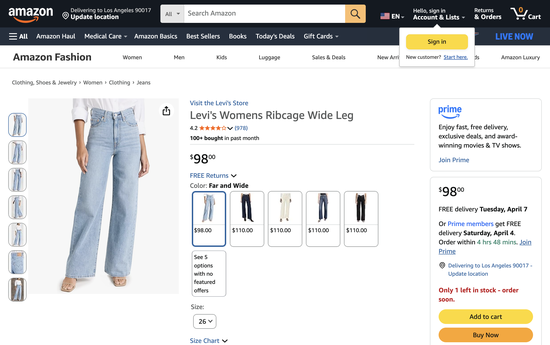 amazon
Delivering to Los Angeles 90017
Update location
All
Search Amazon
EN
Hello, sign in
Account & Lists
Returns
& Orders
0
Cart
All
Amazon Haul
Medical Care
Amazon Basics
Best Sellers
Books
Today's Deals
Gift Cards
LIVE NOW
Sign in
New customer? Start here.
Amazon Fashion
Women
Men
Kids
Luggage
Sales & Deals
New Arri
ds
Amazon Luxury
Clothing, Shoes & Jewelry › Women › Clothing › Jeans
Visit the Levi's Store
Levi's Womens Ribcage Wide Leg
4.2
(978)
100+ bought in past month
$9800
FREE Returns
Color: Far and Wide
$98.00
$110.00
$110.00
$110.00
$110.00
See 5
options
with no
featured
offers
Size:
26
Size Chart
prime
Enjoy fast, free delivery,
exclusive deals, and award-
winning movies & TV shows.
Join Prime
$9800
FREE delivery Tuesday, April 7
Or Prime members get FREE
delivery Saturday, April 4.
Order within 4 hrs 48 mins. Join
Prime
Delivering to Los Angeles 90017 -
Update location
Only 1 left in stock - order
soon.
Add to cart
Buy Now